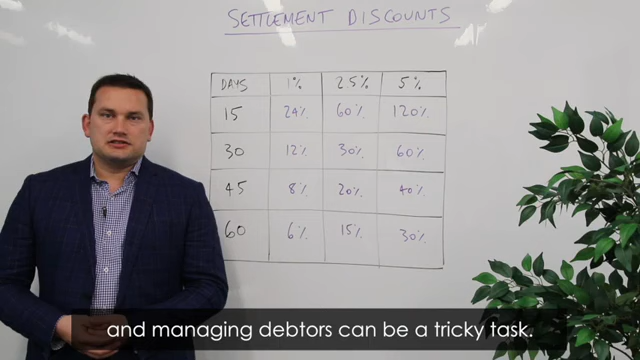 SETTLEMENT DISCOUNTS
DAYS 1% 2.5% 5%
15 24% 60% 120%
30 12% 30% 60%
45 8% 20% 40%
60 6% 15% 30%
and managing debtors can be a tricky task.